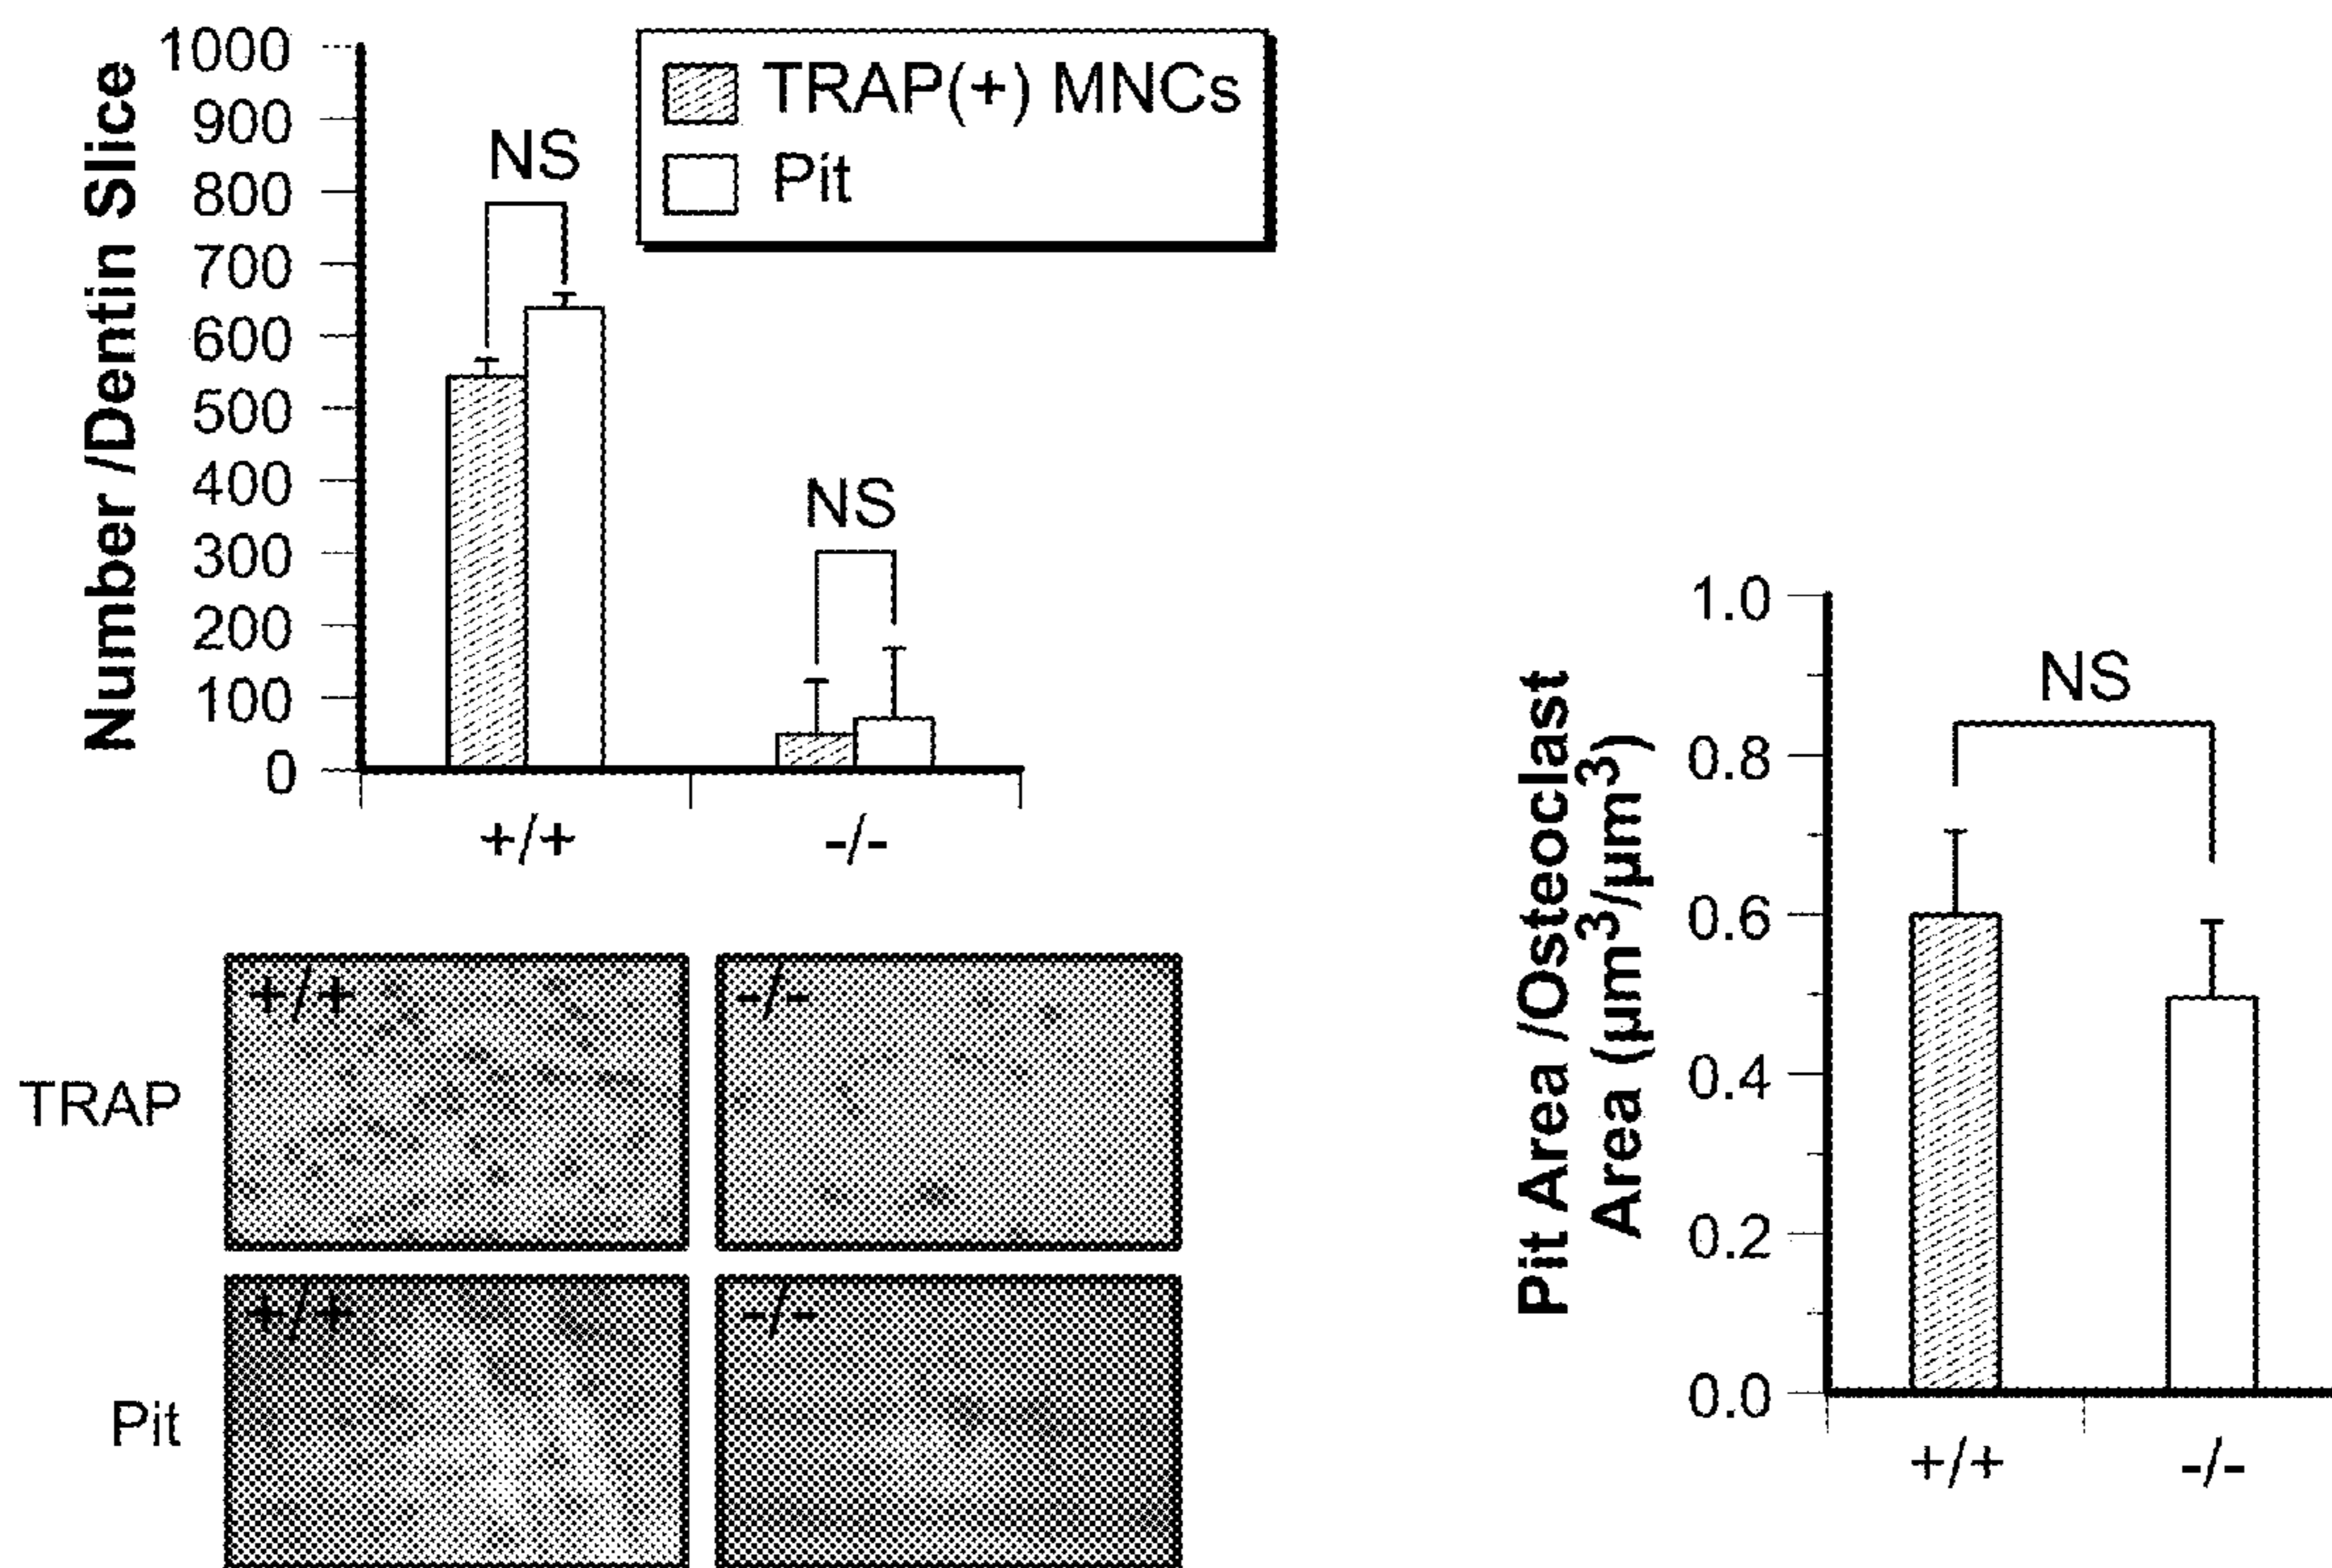 Number /Dentin Slice
1000
900
800
700
600
500
400
300
200
100
0
TRAP(+) MNCs
Pit
NS
NS
+/+
-/-
TRAP
+/+
-/-
Pit
+/+
-/-
Pit Area /Osteoclast
Area (µm³/µm³)
1.0
0.8
0.6
0.4
0.2
0.0
NS
+/+
-/-